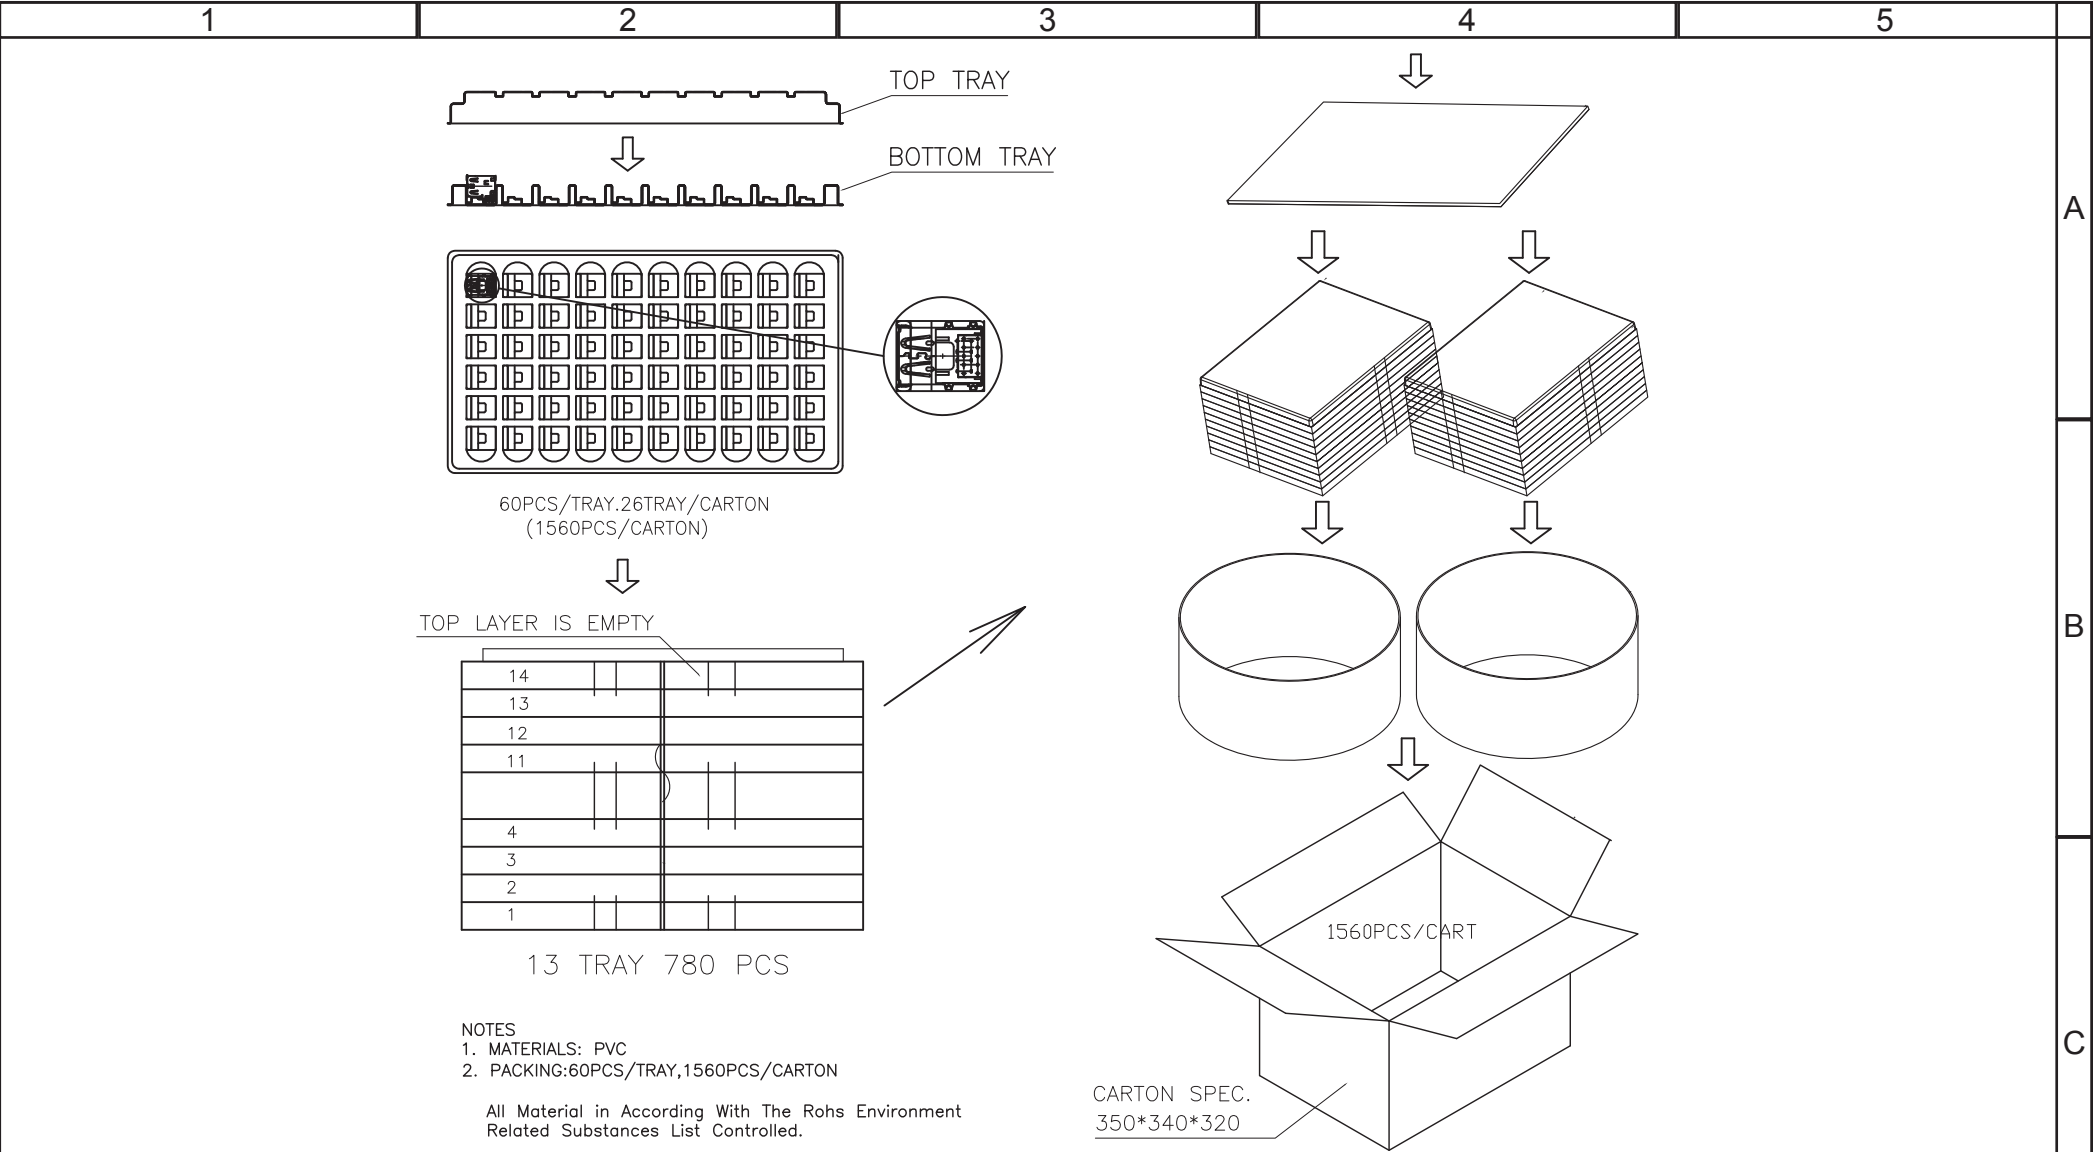 1 2 3 4 5
TOP TRAY
BOTTOM TRAY
A
60PCS/TRAY.26TRAY/CARTON
(1560PCS/CARTON)
TOP LAYER IS EMPTY
B
14
13
12
11
4
3
2
1
13 TRAY 780 PCS
1560PCS/CART
NOTES
1. MATERIALS: PVC
2. PACKING:60PCS/TRAY,1560PCS/CARTON
All Material in According With The Rohs Environment
Related Substances List Controlled.
C
CARTON SPEC.
350*340*320